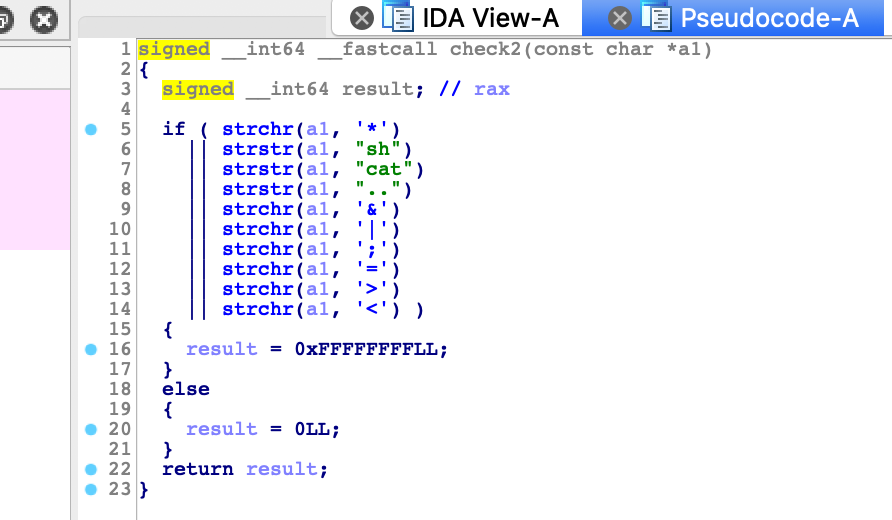 IDA View-A Pseudocode-A
1 signed __int64 __fastcall check2(const char *a1)
2 {
3 signed __int64 result; // rax
4
5 if ( strchr(a1, '*')
6 || strstr(a1, "sh")
7 || strstr(a1, "cat")
8 || strstr(a1, "..")
9 || strchr(a1, '&')
10 || strchr(a1, '|')
11 || strchr(a1, ';')
12 || strchr(a1, '=')
13 || strchr(a1, '>')
14 || strchr(a1, '<') )
15 {
16 result = 0xFFFFFFFFLL;
17 }
18 else
19 {
20 result = 0LL;
21 }
22 return result;
23 }